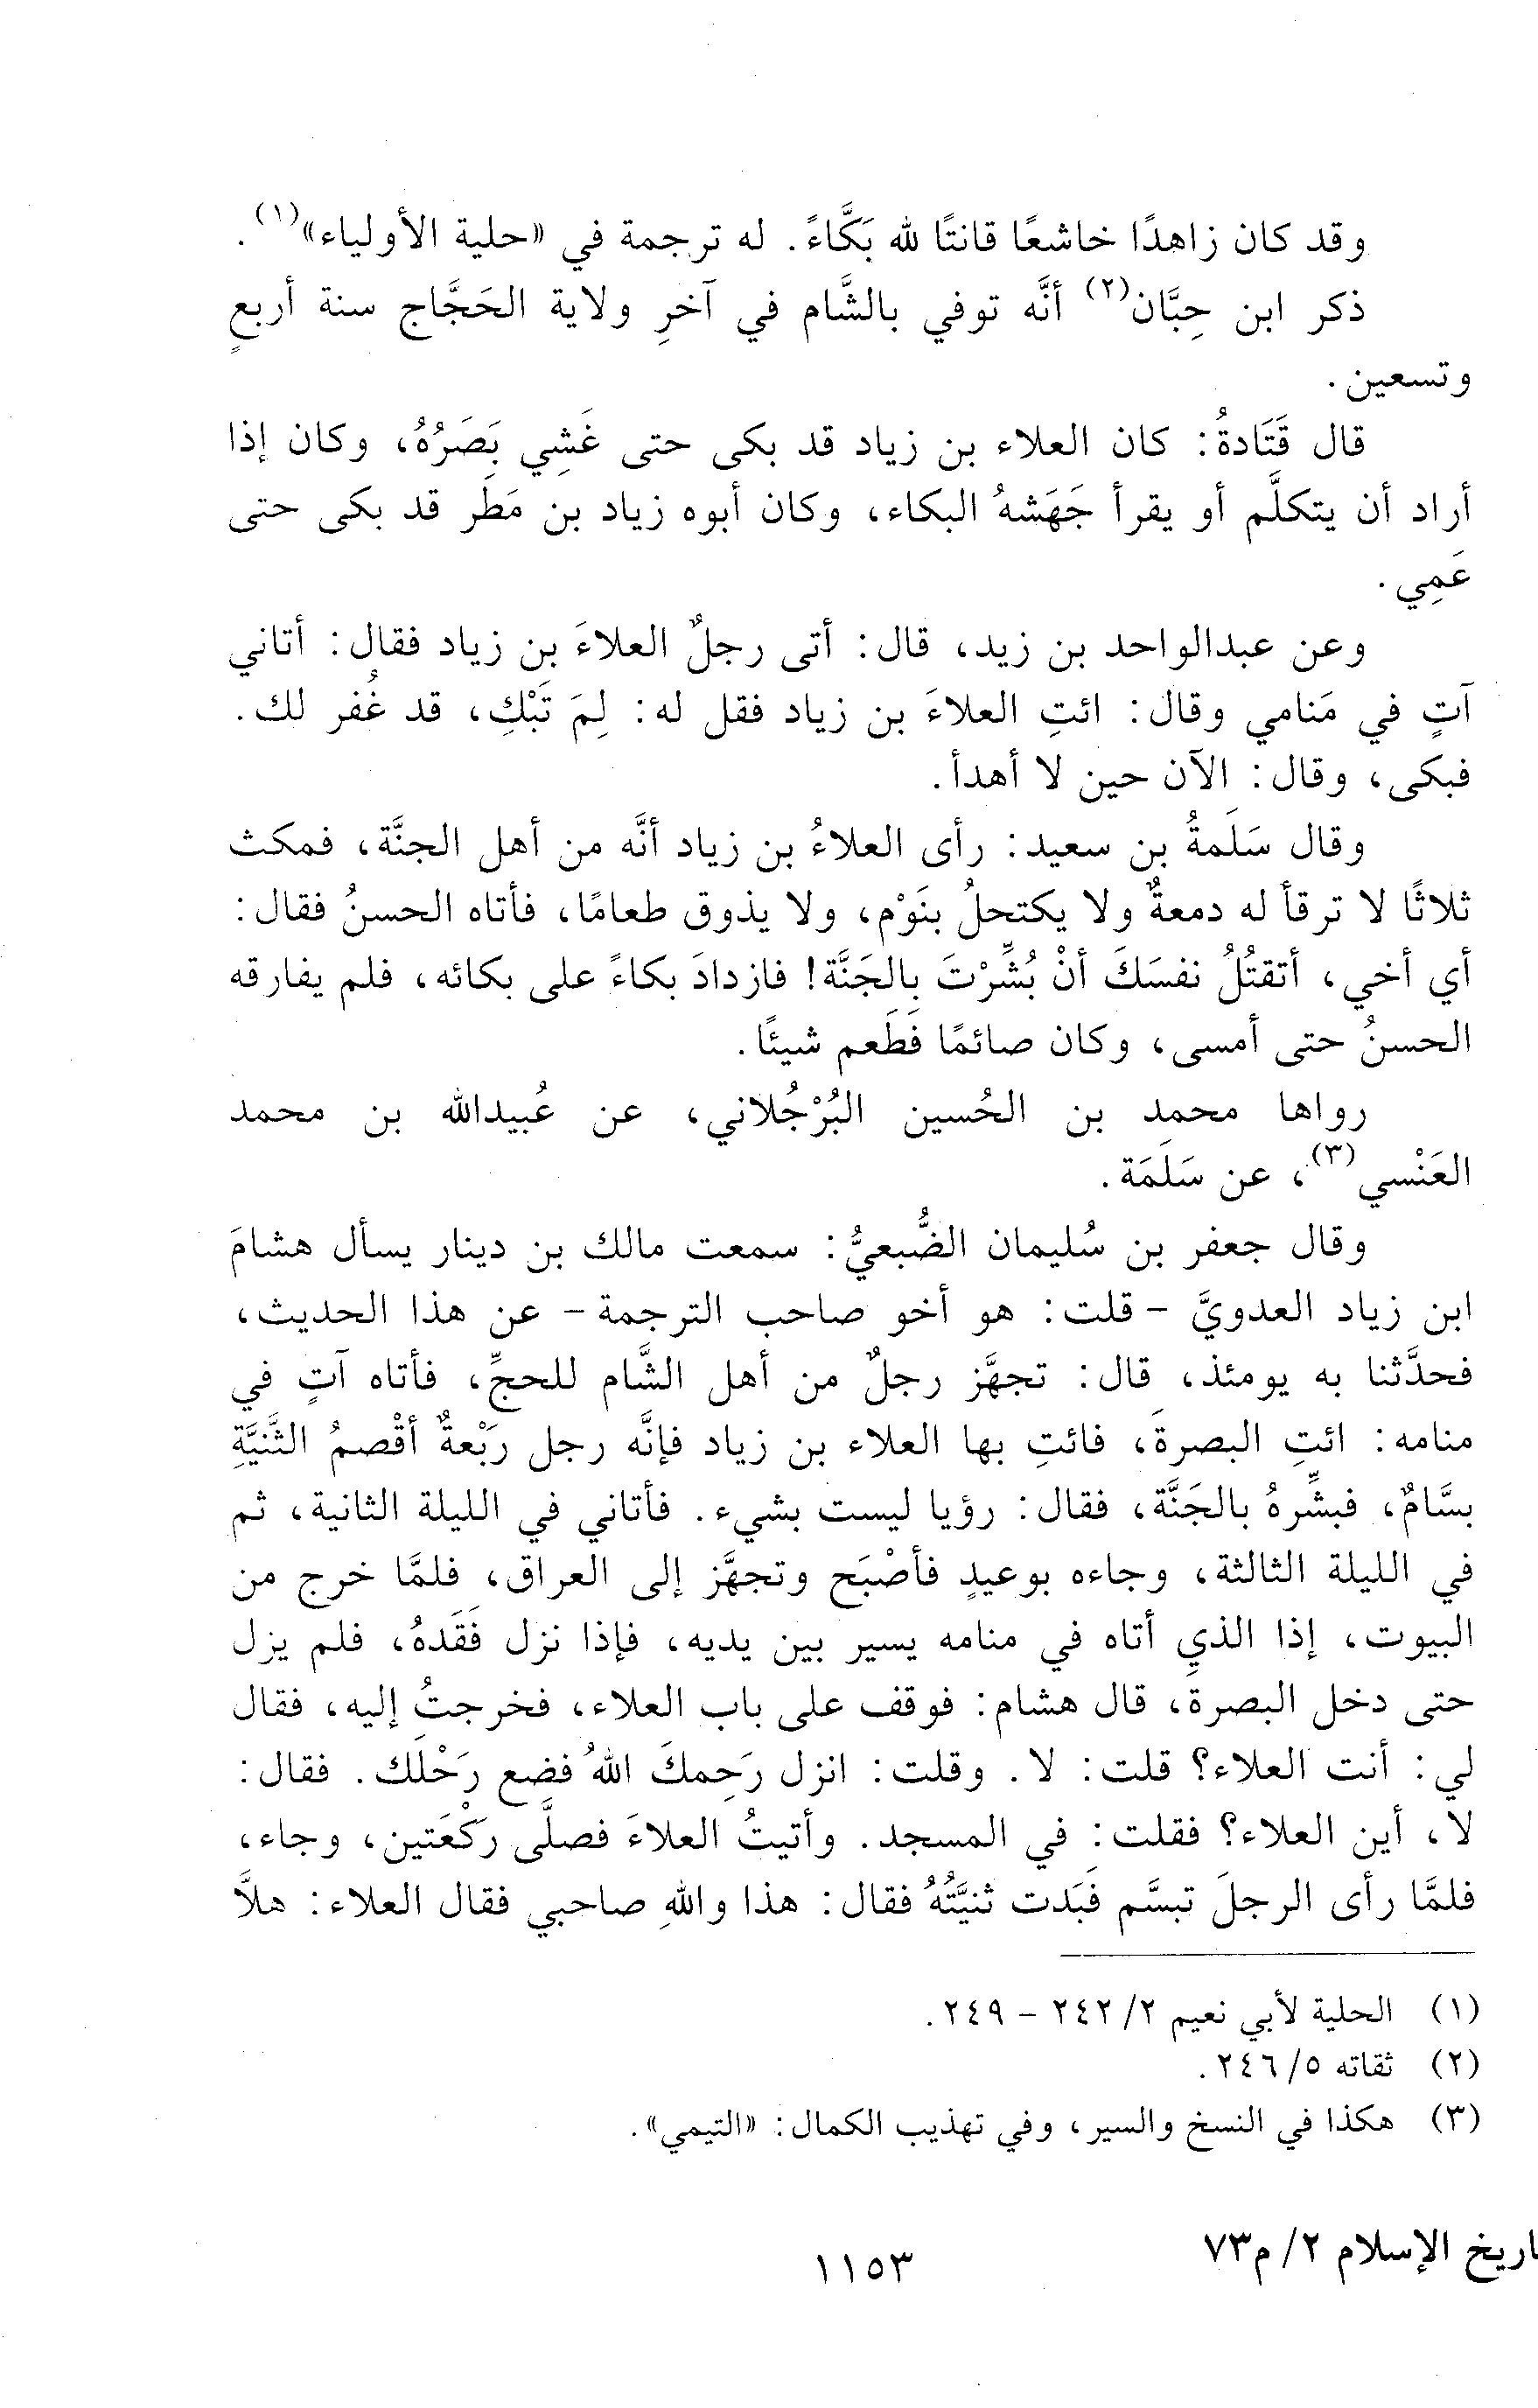 وقد كان زاهدًا خاشعًا قانتًا لله بَكَّاءً. له ترجمة في «حلية الأولياء»(١).
ذكر ابن حِبَّان(٢) أنَّه توفي بالشَّام في آخرِ ولاية الحَجَّاج سنة أربعٍ
وتسعين.
قال قَتَادةُ: كان العلاء بن زياد قد بكى حتى غَشِي بَصَرُهُ، وكان إذا
أراد أن يتكلَّم أو يقرأ جَهَشهُ البكاء، وكان أبوه زياد بن مَطَر قد بكى حتى
عَمِي.
وعن عبدالواحد بن زيد، قال: أتى رجلٌ العلاءَ بن زياد فقال: أتاني
آتٍ في مَنامي وقال: ائتِ العلاءَ بن زياد فقل له: لِمَ تَبْكِ، قد غُفر لك.
فبكى، وقال: الآن حين لا أهدأ.
وقال سَلَمةُ بن سعيد: رأى العلاءُ بن زياد أنَّه من أهل الجنَّة، فمكث
ثلاثًا لا ترقأ له دمعةٌ ولا يكتحلُ بنَوْم، ولا يذوق طعامًا، فأتاه الحسنُ فقال:
أي أخي، أتقتُلُ نفسَكَ أنْ بُشِّرْتَ بِالجَنَّة! فازدادَ بكاءً على بكائه، فلم يفارقه
الحسنُ حتى أمسى، وكان صائمًا فَطَعم شيئًا.
رواها محمد بن الحُسين البُرْجُلاني، عن عُبيدالله بن محمد
العَنْسي(٣)، عن سَلَمَة.
وقال جعفر بن سُليمان الضُّبعيُّ: سمعت مالك بن دينار يسأل هشامَ
ابن زياد العدويَّ - قلت: هو أخو صاحب الترجمة - عن هذا الحديث،
فحدَّثنا به يومئذ، قال: تجهَّز رجلٌ من أهل الشَّام للحجِّ، فأتاه آتٍ في
منامه: ائتِ البصرةَ، فائتِ بها العلاء بن زياد فإنَّه رجل رَبْعةٌ أقْصمُ الثَّنيَّةِ
بسَّامٌ، فبشِّرهُ بالجَنَّة، فقال: رؤيا ليست بشيء. فأتاني في الليلة الثانية، ثم
في الليلة الثالثة، وجاءه بوعيدٍ فأصْبَح وتجهَّز إلى العراق، فلمَّا خرج من
البيوت، إذا الذي أتاه في منامه يسير بين يديه، فإذا نزل فَقَدهُ، فلم يزل
حتى دخل البصرةَ، قال هشام: فوقف على باب العلاء، فخرجتُ إليه، فقال
لي: أنت العلاء؟ قلت: لا. وقلت: انزل رَحِمكَ اللهُ فضع رَحْلَك. فقال:
لا، أين العلاء؟ فقلت: في المسجد. وأتيتُ العلاءَ فصلَّى رَكْعَتين، وجاء،
فلمَّا رأى الرجلَ تبسَّم فَبَدت ثنيَّتُهُ فقال: هذا واللهِ صاحبي فقال العلاء: هلاَّ
(١) الحلية لأبي نعيم ٢/ ٢٤٢ - ٢٤٩.
(٢) ثقاته ٥/ ٢٤٦.
(٣) هكذا في النسخ والسير، وفي تهذيب الكمال: «التيمي».
اريخ الإسلام ٢/ م٧٣
١١٥٣